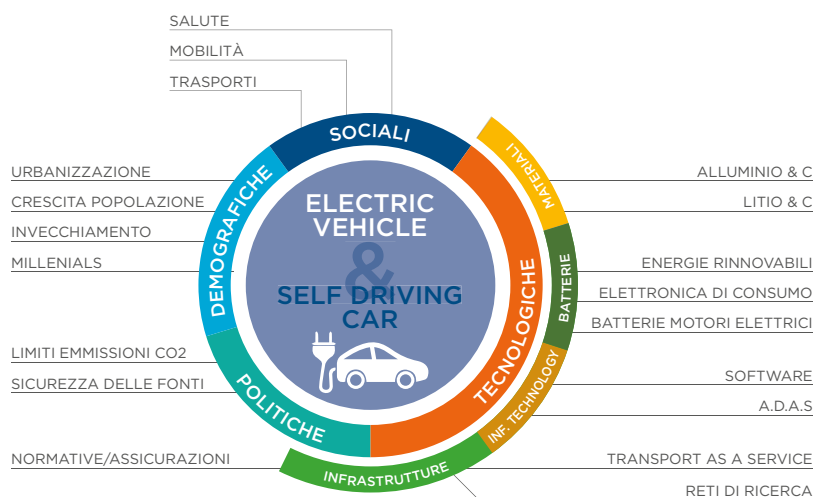 SALUTE
MOBILITÀ
TRASPORTI
SOCIALI
DEMOGRAFICHE
URBANIZZAZIONE
CRESCITA POPOLAZIONE
INVECCHIAMENTO
MILLENIALS
ELECTRIC
VEHICLE
&
SELF DRIVING
CAR
TECNOLOGICHE
MATERIALI
ALLUMINIO & C
LITIO & C
BATTERIE
ENERGIE RINNOVABILI
ELETTRONICA DI CONSUMO
BATTERIE MOTORI ELETTRICI
INF. TECHNOLOGY
SOFTWARE
A.D.A.S
POLITICHE
LIMITI EMMISSIONI CO2
SICUREZZA DELLE FONTI
NORMATIVE/ASSICURAZIONI
INFRASTRUTTURE
TRANSPORT AS A SERVICE
RETI DI RICERCA